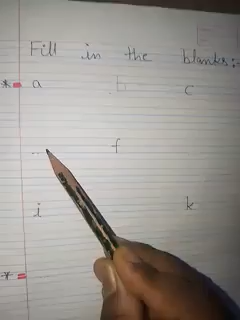 Fill in the blanks:-
* = a b c
_ f
i k
* =